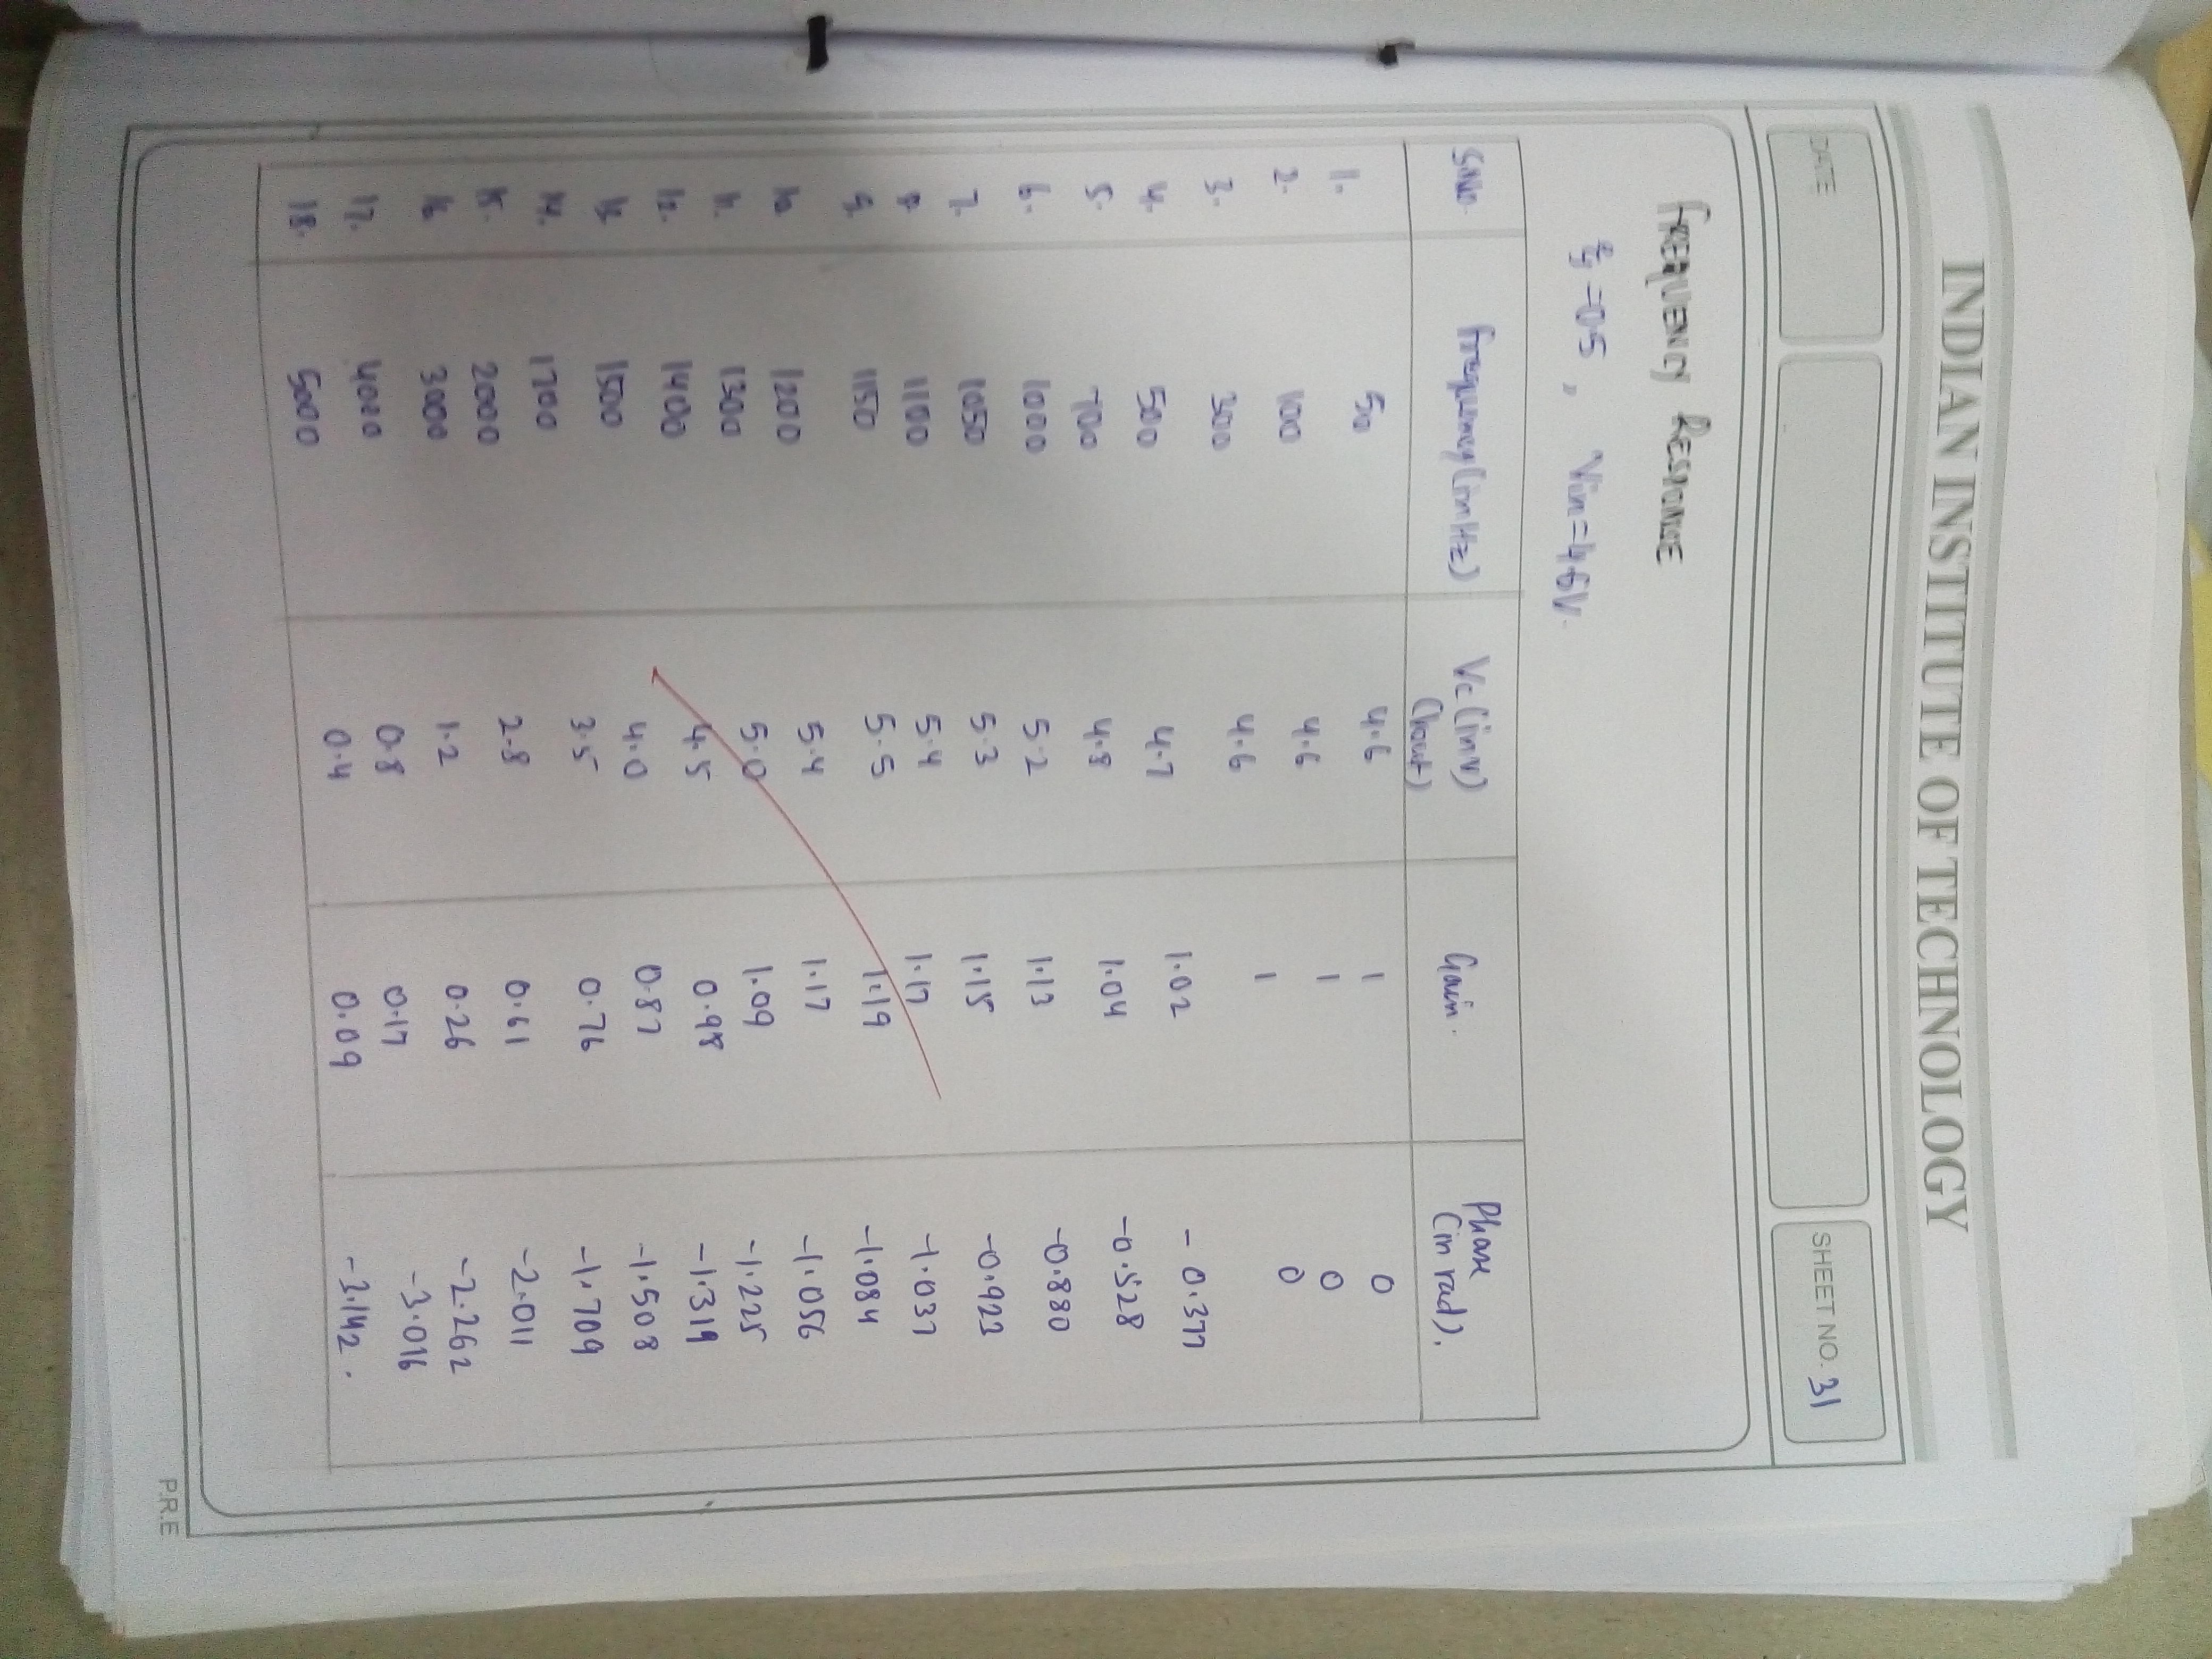 INDIAN INSTITUTE OF TECHNOLOGY
DATE
SHEET NO. 31
FREQUENCY RESPONSE
ξ =0.5 , Vin=4.6V.
S.No. Frequency (in Hz) Vc (in V) (Vout) Gain. Phase (in rad).
1. 50 4.6 1 0
2. 100 4.6 1 0
3. 300 4.6 1 0
4. 500 4.7 1.02 -0.377
5. 700 4.8 1.04 -0.528
6. 1000 5.2 1.13 -0.880
7. 1050 5.3 1.15 -0.923
8. 1100 5.4 1.17 -1.037
9. 1150 5.5 1.19 -1.084
10. 1200 5.4 1.17 -1.056
11. 1300 5.0 1.09 -1.225
12. 1400 4.5 0.98 -1.319
13. 1500 4.0 0.87 -1.508
14. 1700 3.5 0.76 -1.709
15. 2000 2.8 0.61 -2.011
16. 3000 1.2 0.26 -2.262
17. 4000 0.8 0.17 -3.016
18. 5000 0.4 0.09 -3.142.
P.R.E